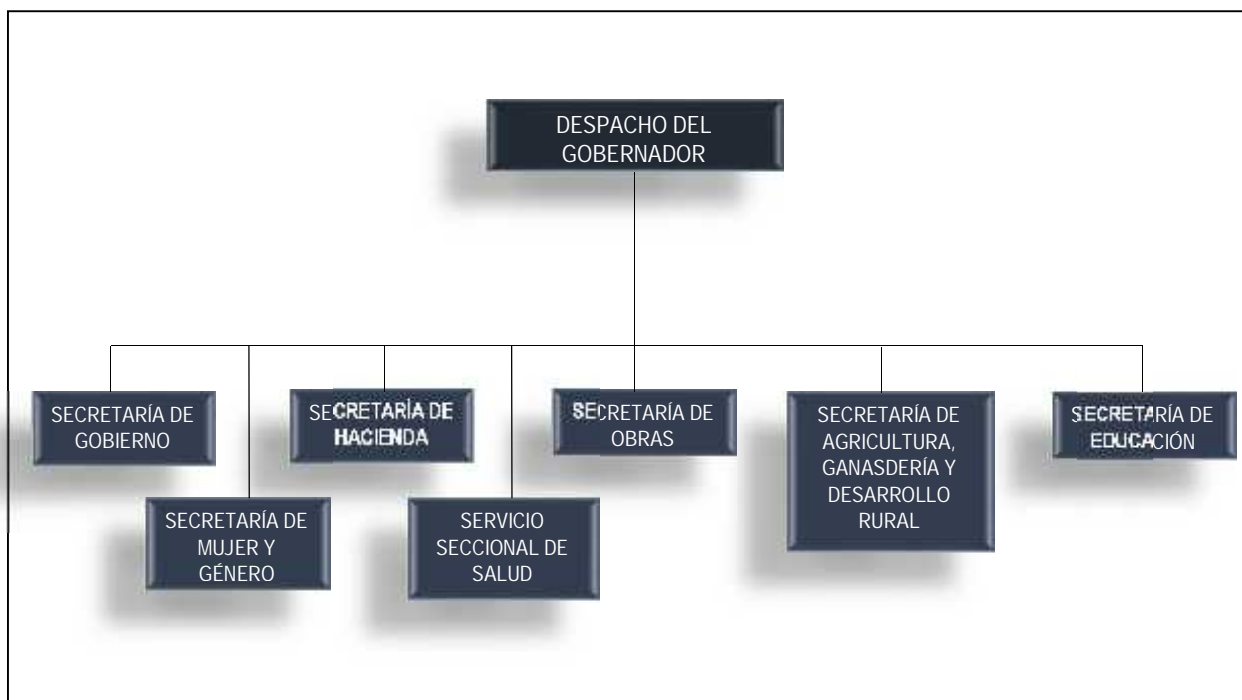 DESPACHO DEL
GOBERNADOR
SECRETARÍA DE
GOBIERNO
SECRETARÍA DE
HACIENDA
SECRETARÍA DE
OBRAS
SECRETARÍA DE
AGRICULTURA,
GANASDERÍA Y
DESARROLLO
RURAL
SECRETARÍA DE
EDUCACIÓN
SECRETARÍA DE
MUJER Y
GÉNERO
SERVICIO
SECCIONAL DE
SALUD